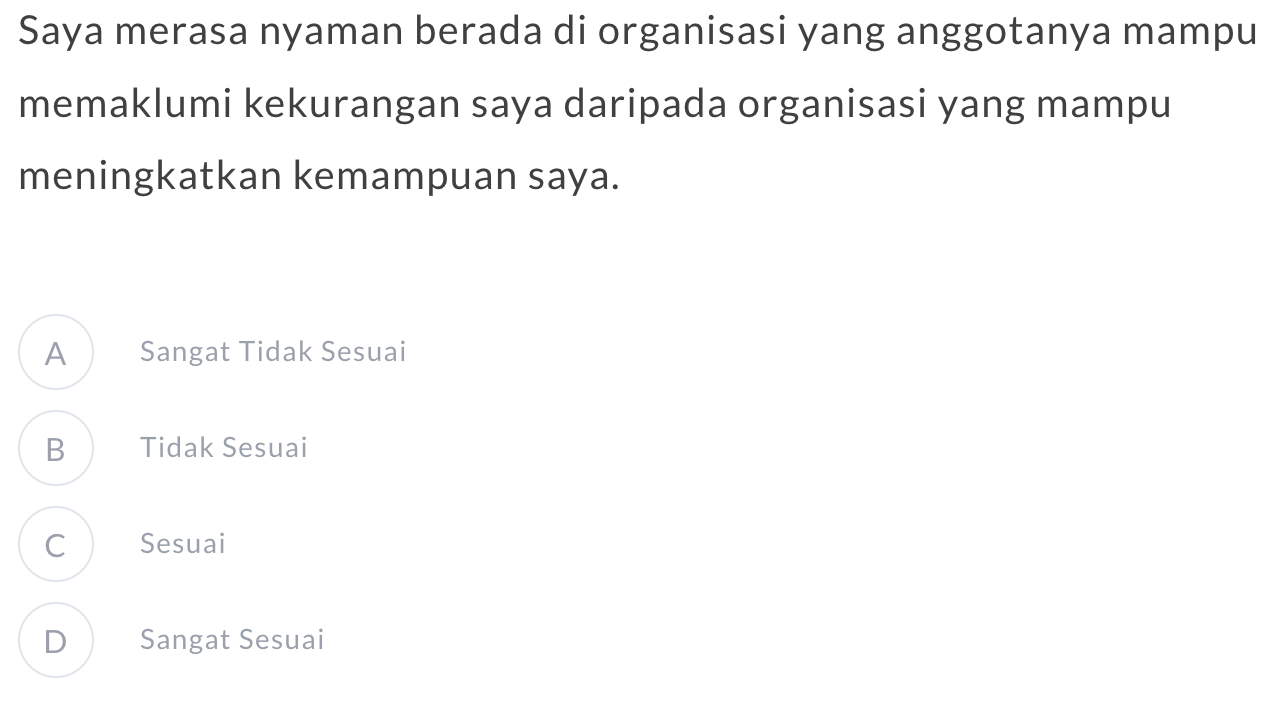 Saya merasa nyaman berada di organisasi yang anggotanya mampu
memaklumi kekurangan saya daripada organisasi yang mampu
meningkatkan kemampuan saya.
A Sangat Tidak Sesuai
B Tidak Sesuai
C Sesuai
D Sangat Sesuai